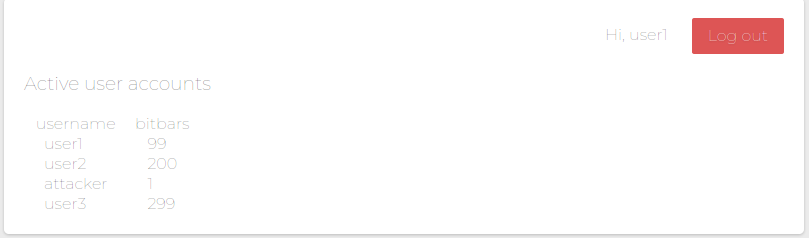 Hi, user1 Log out
Active user accounts
username bitbars
user1 99
user2 200
attacker 1
user3 299